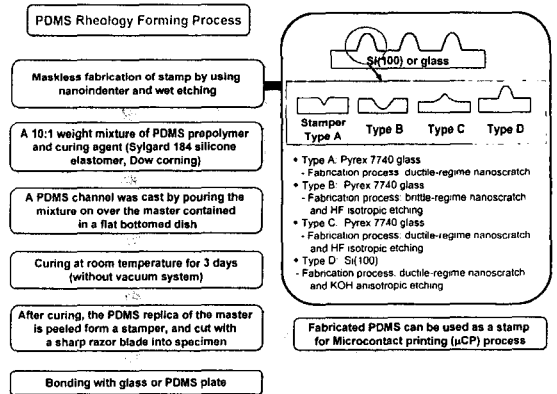 PDMS Rheology Forming Process
Maskless fabrication of stamp by using
nanoindenter and wet etching
A 10:1 weight mixture of PDMS prepolymer
and curing agent (Sylgard 184 silicone
elastomer, Dow corning)
A PDMS channel was cast by pouring the
mixture on over the master contained
in a flat bottomed dish
Curing at room temperature for 3 days
(without vacuum system)
After curing, the PDMS replica of the master
is peeled form a stamper, and cut with
a sharp razor blade into specimen
Bonding with glass or PDMS plate
Si(100) or glass
Stamper
Type A
Type B
Type C
Type D
• Type A: Pyrex 7740 glass
- Fabrication process: ductile-regime nanoscratch
• Type B: Pyrex 7740 glass
- Fabrication process: brittle-regime nanoscratch
and HF isotropic etching
• Type C: Pyrex 7740 glass
- Fabrication process: ductile-regime nanoscratch
and HF isotropic etching
• Type D: Si(100)
- Fabrication process: ductile-regime nanoscratch
and KOH anisotropic etching
Fabricated PDMS can be used as a stamp
for Microcontact printing (μCP) process